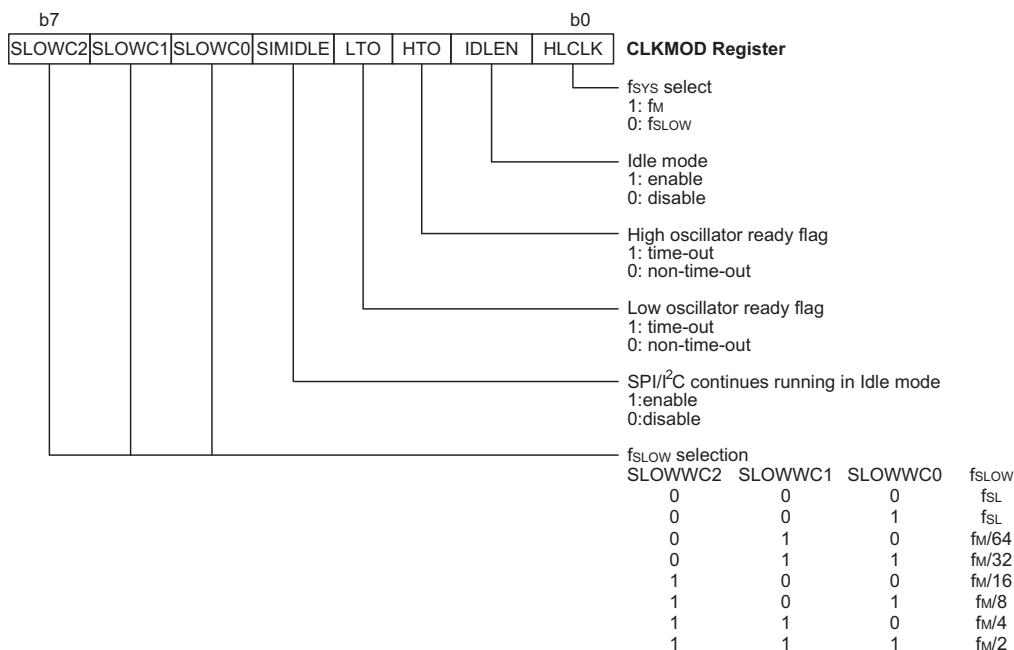 b7 b0
SLOWC2 SLOWC1 SLOWC0 SIMIDLE LTO HTO IDLEN HLCLK CLKMOD Register
fSYS select
1: fM
0: fSLOW
Idle mode
1: enable
0: disable
High oscillator ready flag
1: time-out
0: non-time-out
Low oscillator ready flag
1: time-out
0: non-time-out
SPI/I²C continues running in Idle mode
1:enable
0:disable
fSLOW selection
SLOWWC2 SLOWWC1 SLOWWC0 fSLOW
0 0 0 fSL
0 0 1 fSL
0 1 0 fM/64
0 1 1 fM/32
1 0 0 fM/16
1 0 1 fM/8
1 1 0 fM/4
1 1 1 fM/2